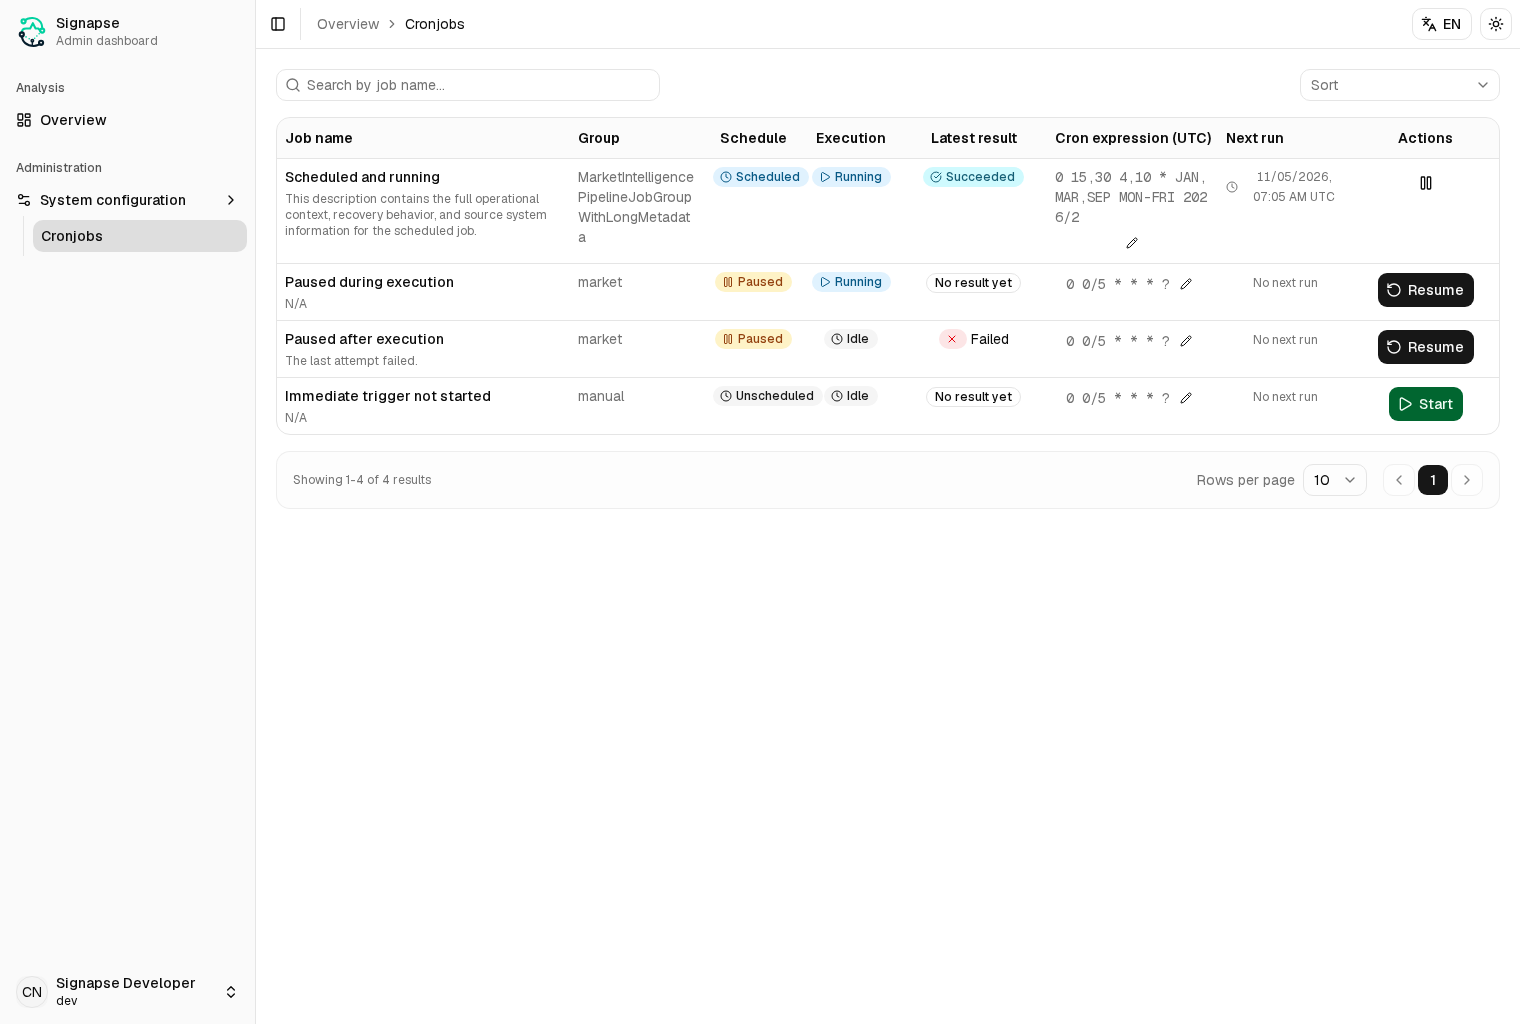 Signapse
Admin dashboard
Analysis
Overview
Administration
System configuration
Cronjobs
CN
Signapse Developer
dev
Overview
Cronjobs
EN
Search by job name...
Sort
Job name
Group
Schedule
Execution
Latest result
Cron expression (UTC)
Next run
Actions
Scheduled and running
This description contains the full operational
context, recovery behavior, and source system
information for the scheduled job.
MarketIntelligence
PipelineJobGroup
WithLongMetadat
a
Scheduled
Running
Succeeded
0 15,30 4,10 * JAN,
MAR,SEP MON-FRI 202
6/2
11/05/2026,
07:05 AM UTC
Paused during execution
N/A
market
Paused
Running
No result yet
0 0/5 * * * ?
No next run
Resume
Paused after execution
The last attempt failed.
market
Paused
Idle
Failed
0 0/5 * * * ?
No next run
Resume
Immediate trigger not started
N/A
manual
Unscheduled
Idle
No result yet
0 0/5 * * * ?
No next run
Start
Showing 1-4 of 4 results
Rows per page
10
1